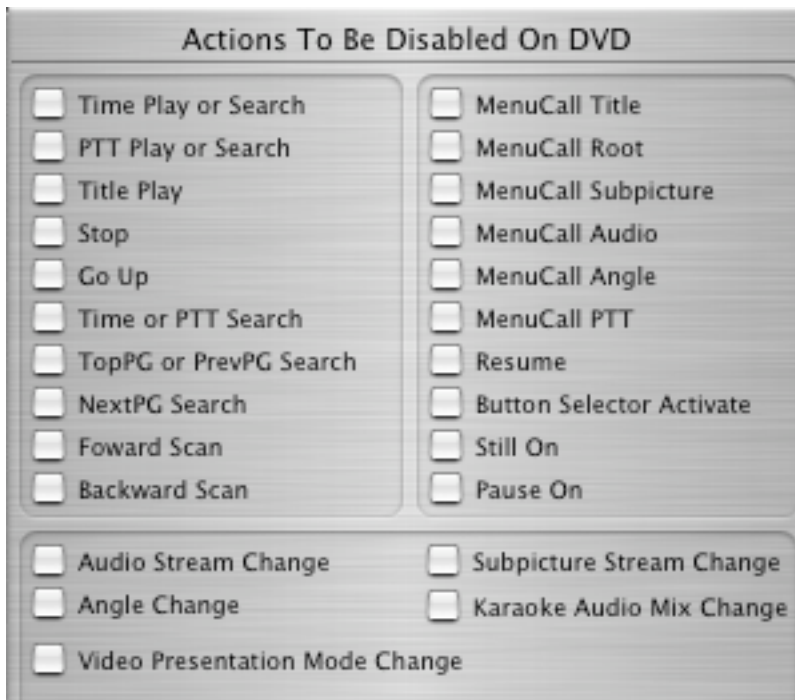 Actions To Be Disabled On DVD
Time Play or Search
PTT Play or Search
Title Play
Stop
Go Up
Time or PTT Search
TopPG or PrevPG Search
NextPG Search
Foward Scan
Backward Scan
MenuCall Title
MenuCall Root
MenuCall Subpicture
MenuCall Audio
MenuCall Angle
MenuCall PTT
Resume
Button Selector Activate
Still On
Pause On
Audio Stream Change
Angle Change
Video Presentation Mode Change
Subpicture Stream Change
Karaoke Audio Mix Change